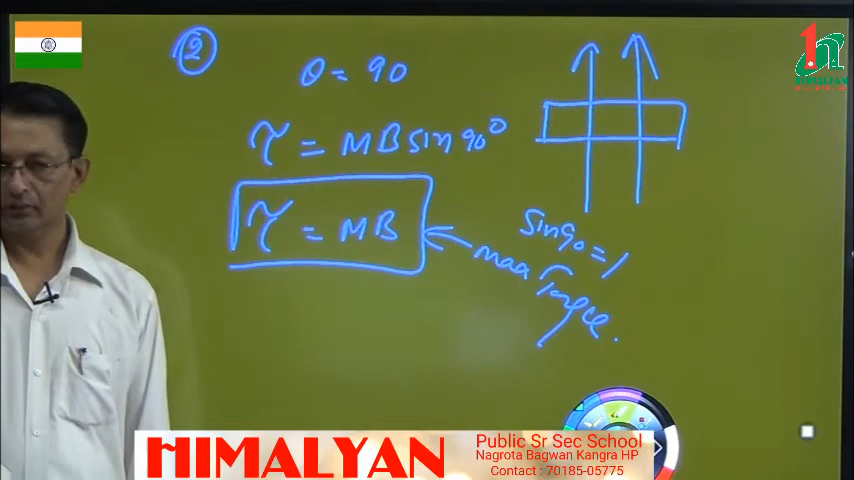 ②
θ = 90
τ = MB sin 90°
τ = MB
sin 90 = 1
max Torque.
HIMALYAN
HIMALYAN
Public Sr Sec School
Nagrota Bagwan Kangra HP
Contact : 70185-05775